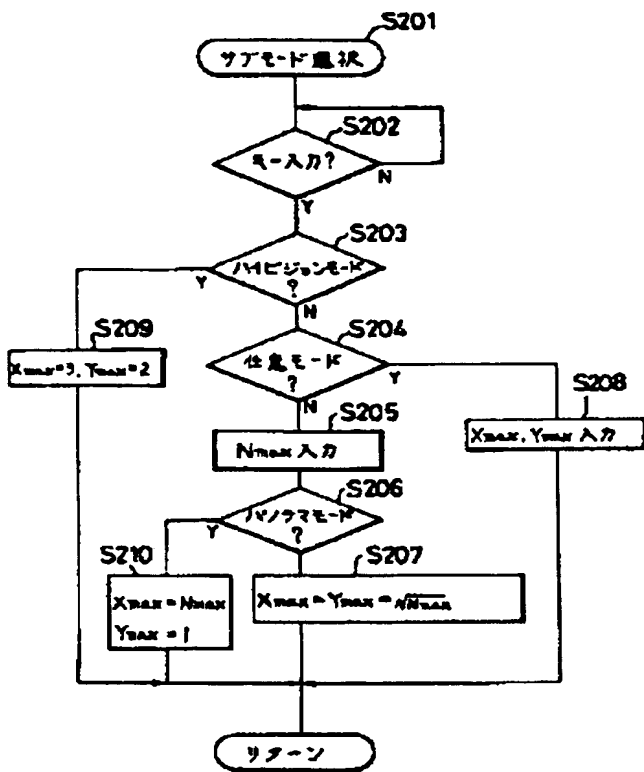 S201
サブモード選択
S202
キー入力?
N
Y
S203
ハイビジョンモード
?
Y
N
S204
任意モード
?
Y
N
S209
Xmax=3, Ymax=2
S208
Xmax, Ymax 入力
S205
Nmax 入力
S206
パノラマモード
?
Y
S210
Xmax=Nmax
Ymax=1
S207
Xmax=Ymax=√Nmax
リターン